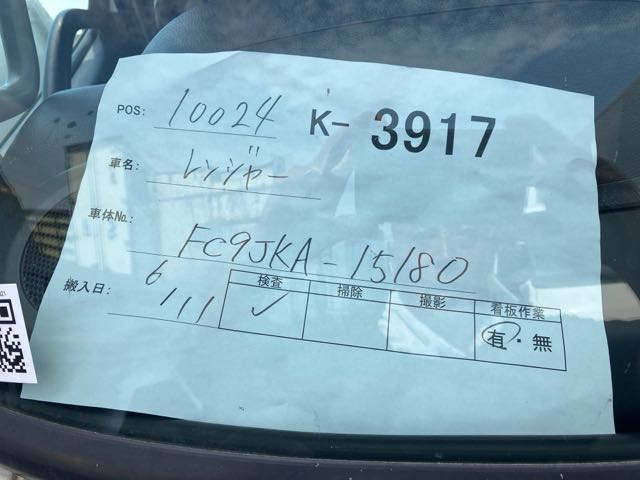 POS: 10024 K-3917
車名: レンジャー
車体No.: FC9JKA-15180
搬入日: 6/11
検査 掃除 撮影 看板作業
✓ 有・無